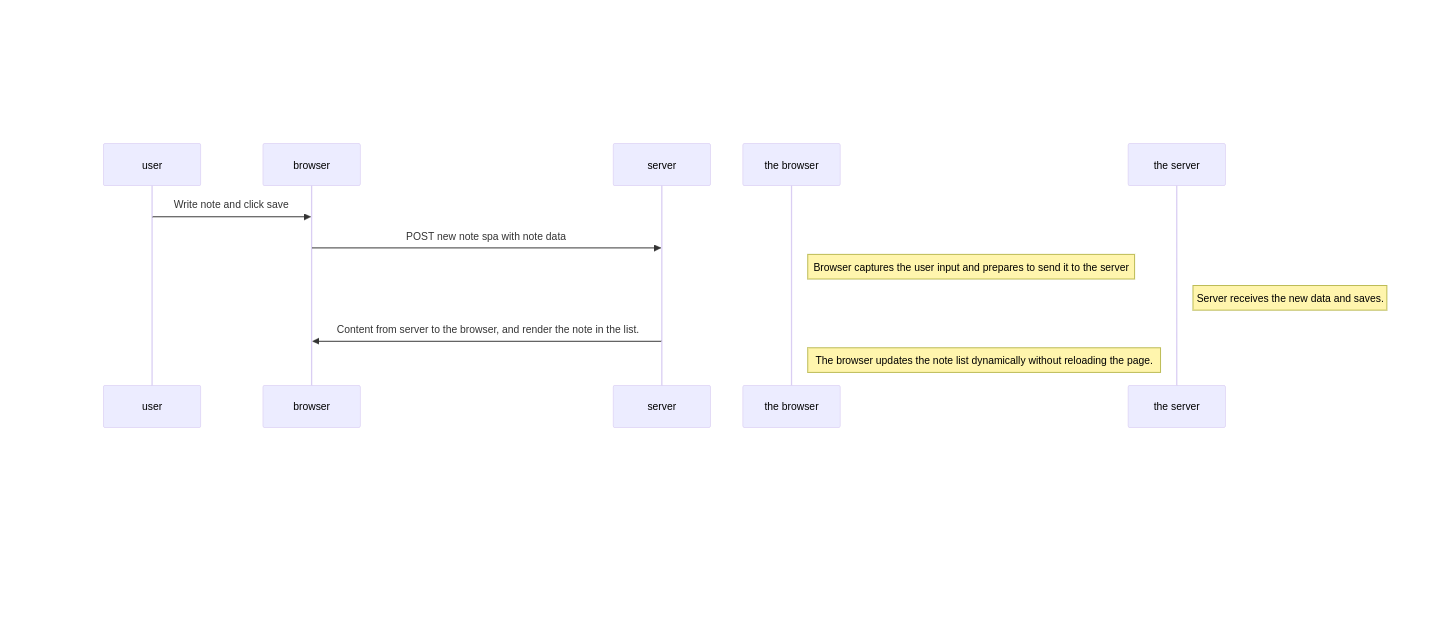 user
browser
server
the browser
the server
Write note and click save
POST new note spa with note data
Browser captures the user input and prepares to send it to the server
Server receives the new data and saves.
Content from server to the browser, and render the note in the list.
The browser updates the note list dynamically without reloading the page.
user
browser
server
the browser
the server